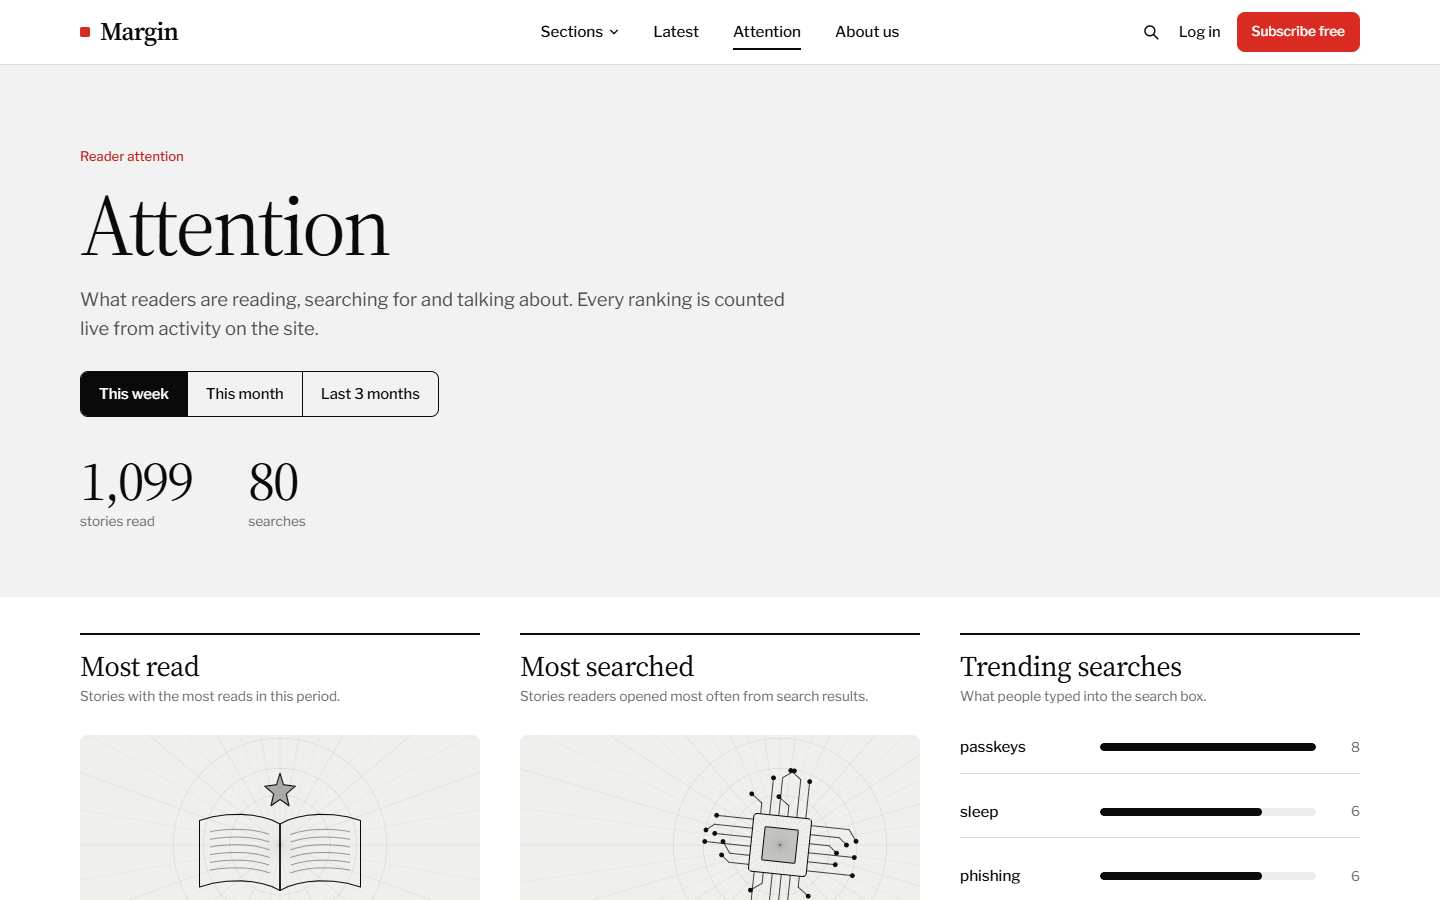 Margin
Sections
Latest
Attention
About us
Log in
Subscribe free
Reader attention
Attention
What readers are reading, searching for and talking about. Every ranking is counted
live from activity on the site.
This week
This month
Last 3 months
1,099
stories read
80
searches
Most read
Stories with the most reads in this period.
Most searched
Stories readers opened most often from search results.
Trending searches
What people typed into the search box.
passkeys 8
sleep 6
phishing 6